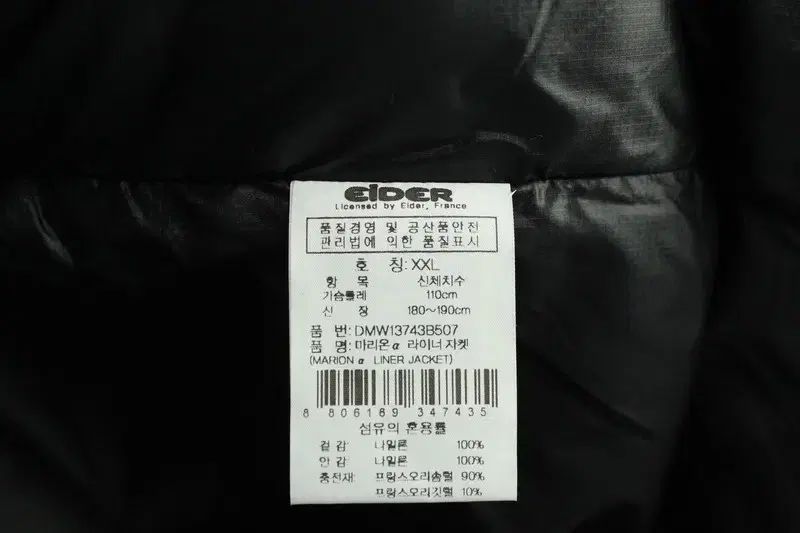 EIDER
Licensed by Eider, France
품질경영 및 공산품안전
관리법에 의한 품질표시
호 칭: XXL
항 목 신체치수
가슴둘레 110cm
신 장 180~190cm
품 번: DMW13743B507
품 명: 마리온α 라이너 자켓
(MARION α LINER JACKET)
8 806189 347435
섬유의 혼용률
겉 감 나일론 100%
안 감 나일론 100%
충전재: 프랑스오리솜털 90%
프랑스오리깃털 10%